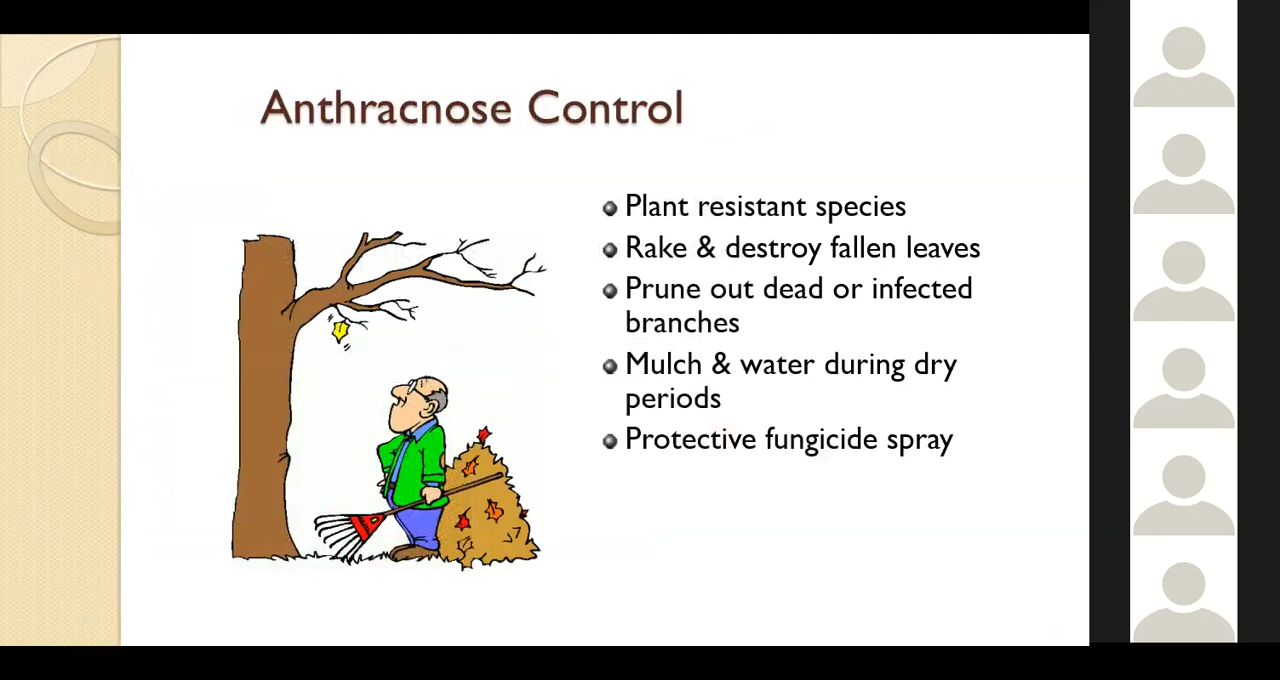 Anthracnose Control
Plant resistant species
Rake & destroy fallen leaves
Prune out dead or infected
branches
Mulch & water during dry
periods
Protective fungicide spray